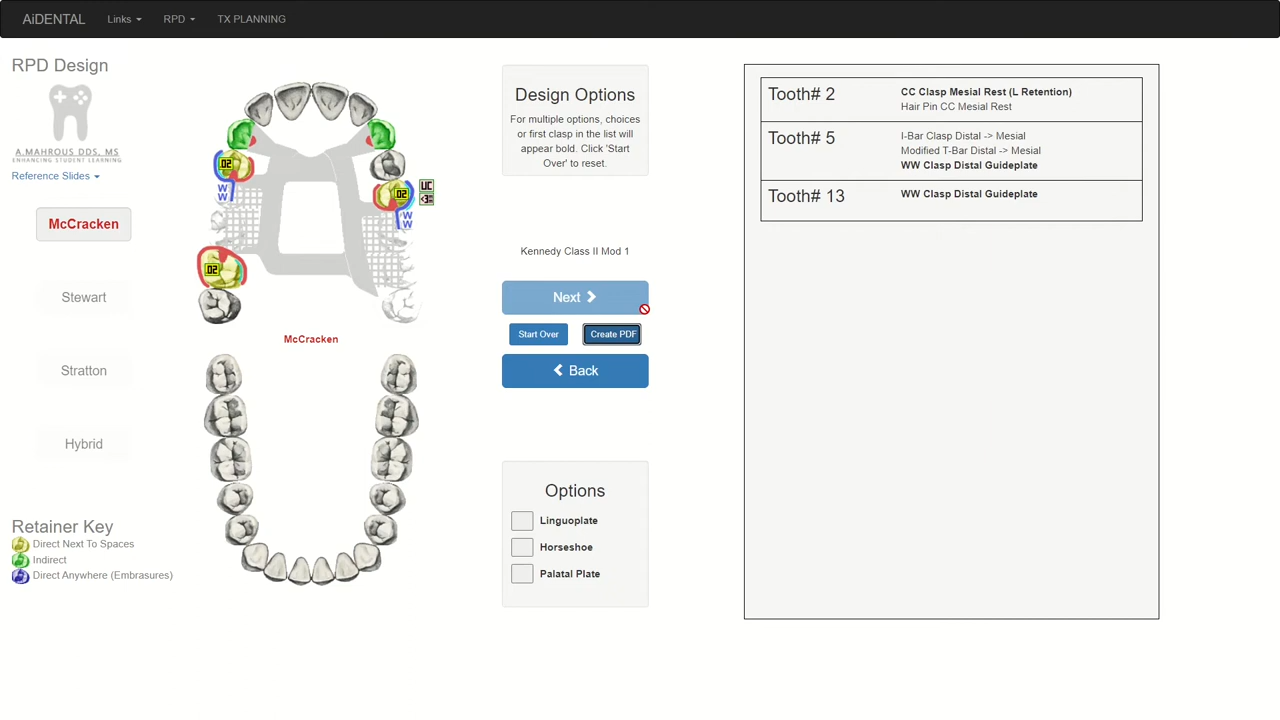 AiDENTAL Links RPD TX PLANNING
RPD Design
A.MAHROUS DDS, MS
ENHANCING STUDENT LEARNING
Reference Slides
McCracken
Stewart
Stratton
Hybrid
Retainer Key
Direct Next To Spaces
Indirect
Direct Anywhere (Embrasures)
02
W
W
02
UC
W
W
02
McCracken
Design Options
For multiple options, choices
or first clasp in the list will
appear bold. Click 'Start
Over' to reset.
Kennedy Class II Mod 1
Next
Start Over Create PDF
Back
Options
Linguoplate
Horseshoe
Palatal Plate
Tooth# 2
CC Clasp Mesial Rest (L Retention)
Hair Pin CC Mesial Rest
Tooth# 5
I-Bar Clasp Distal -> Mesial
Modified T-Bar Distal -> Mesial
WW Clasp Distal Guideplate
Tooth# 13
WW Clasp Distal Guideplate